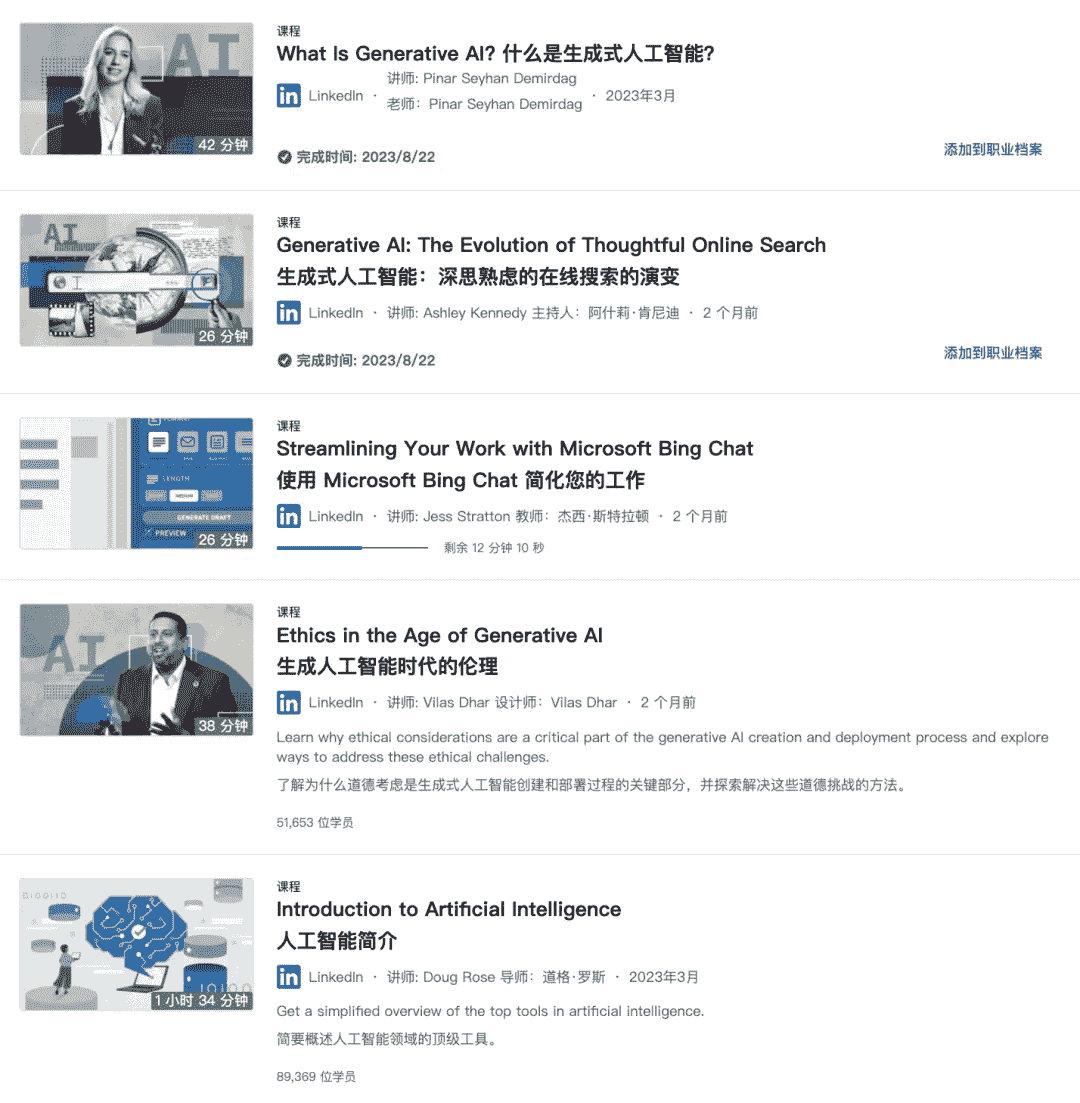 AI
42 分钟
课程
What Is Generative AI? 什么是生成式人工智能?
in LinkedIn · 讲师: Pinar Seyhan Demirdag
老师：Pinar Seyhan Demirdag · 2023年3月
完成时间: 2023/8/22
添加到职业档案
AI
26 分钟
课程
Generative AI: The Evolution of Thoughtful Online Search
生成式人工智能：深思熟虑的在线搜索的演变
in LinkedIn · 讲师: Ashley Kennedy 主持人：阿什莉·肯尼迪 · 2 个月前
完成时间: 2023/8/22
添加到职业档案
LENGTH
MEDIUM
GENERATE DRAFT
PREVIEW
26 分钟
课程
Streamlining Your Work with Microsoft Bing Chat
使用 Microsoft Bing Chat 简化您的工作
in LinkedIn · 讲师: Jess Stratton 教师：杰西·斯特拉顿 · 2 个月前
剩余 12 分钟 10 秒
AI
38 分钟
课程
Ethics in the Age of Generative AI
生成人工智能时代的伦理
in LinkedIn · 讲师: Vilas Dhar 设计师：Vilas Dhar · 2 个月前
Learn why ethical considerations are a critical part of the generative AI creation and deployment process and explore
ways to address these ethical challenges.
了解为什么道德考虑是生成式人工智能创建和部署过程的关键部分，并探索解决这些道德挑战的方法。
51,653 位学员
1 小时 34 分钟
课程
Introduction to Artificial Intelligence
人工智能简介
in LinkedIn · 讲师: Doug Rose 导师：道格·罗斯 · 2023年3月
Get a simplified overview of the top tools in artificial intelligence.
简要概述人工智能领域的顶级工具。
89,369 位学员